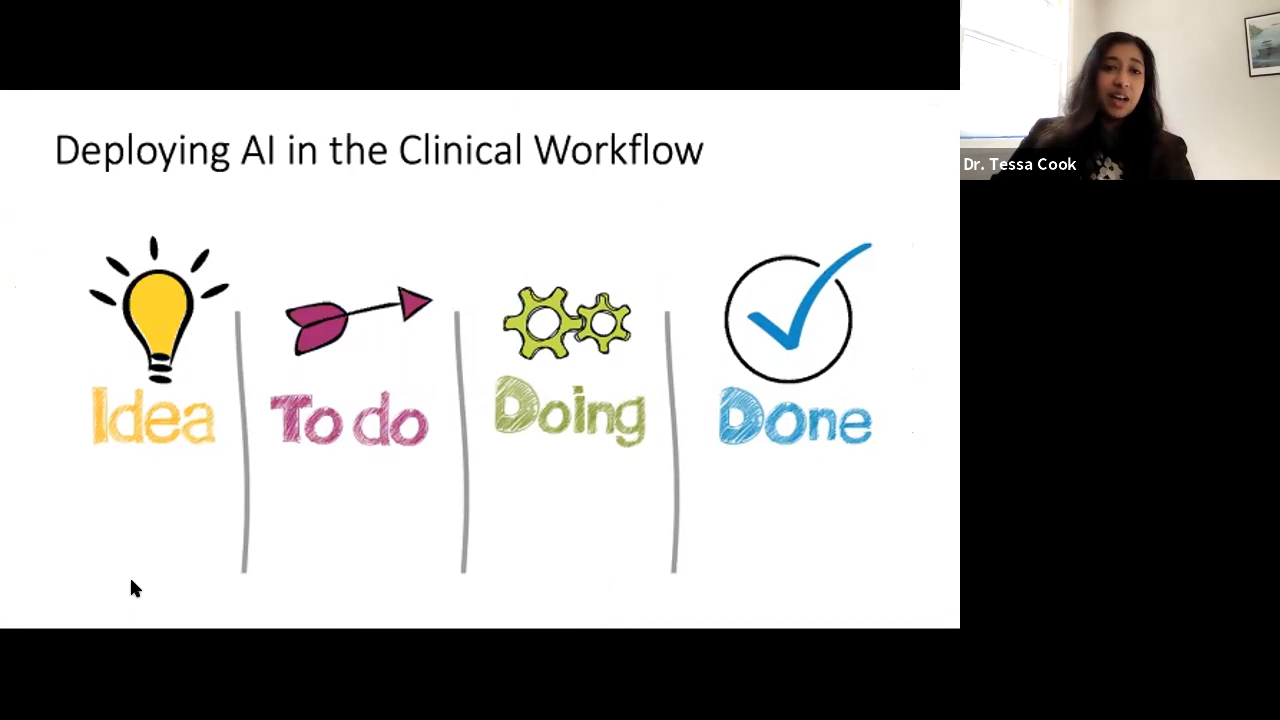 Deploying AI in the Clinical Workflow
Idea
To do
Doing
Done
Dr. Tessa Cook